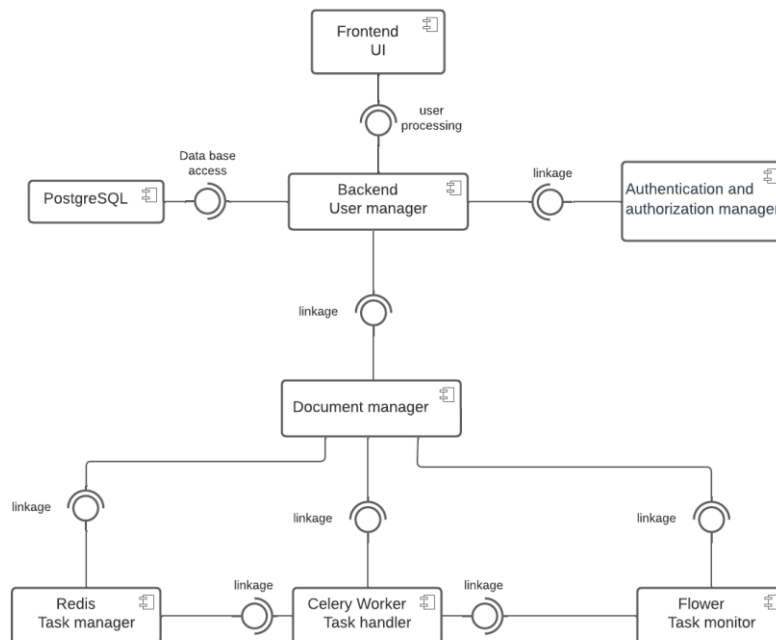 Frontend
UI
user
processing
Data base
access
PostgreSQL
Backend
User manager
linkage
Authentication and
authorization manager
linkage
Document manager
linkage
linkage
linkage
Redis
Task manager
linkage
Celery Worker
Task handler
linkage
Flower
Task monitor